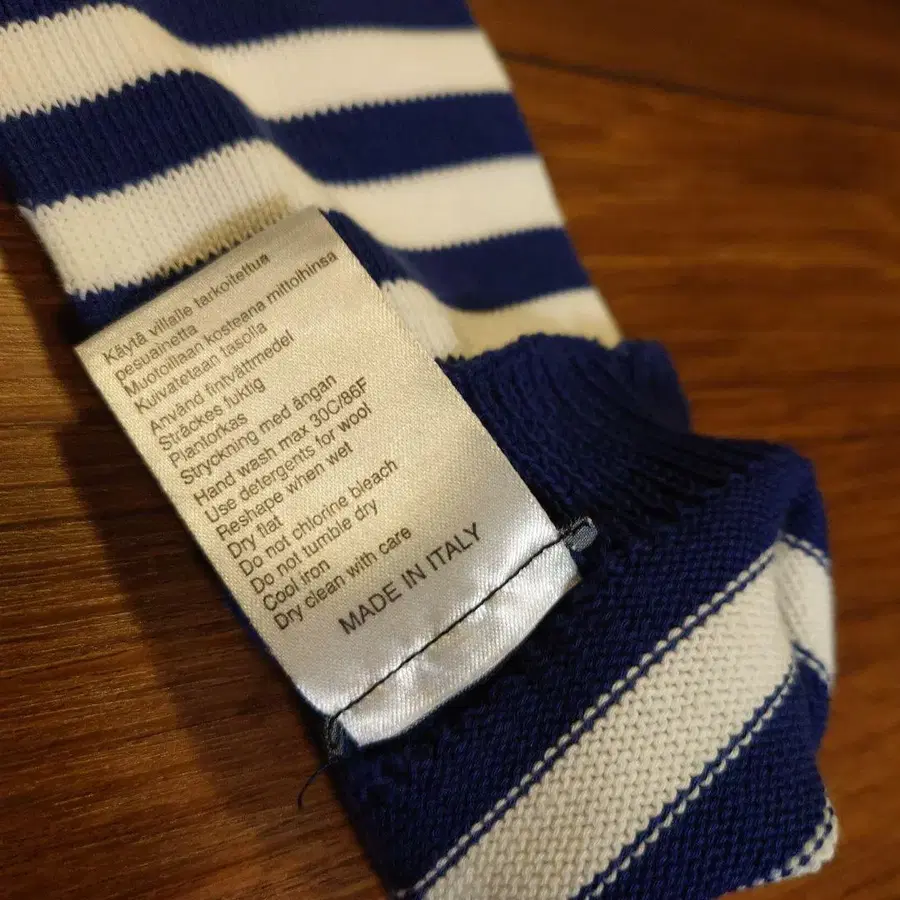 Käytä villalle tarkoitettua
pesuainetta
Muotoillaan kosteana mittoihinsa
Kuivatetaan tasolla
Använd fintvättmedel
Sträckes fuktig
Plantorkas
Stryckning med ångan
Hand wash max 30C/86F
Use detergents for wool
Reshape when wet
Dry flat
Do not chlorine bleach
Do not tumble dry
Cool iron
Dry clean with care
MADE IN ITALY